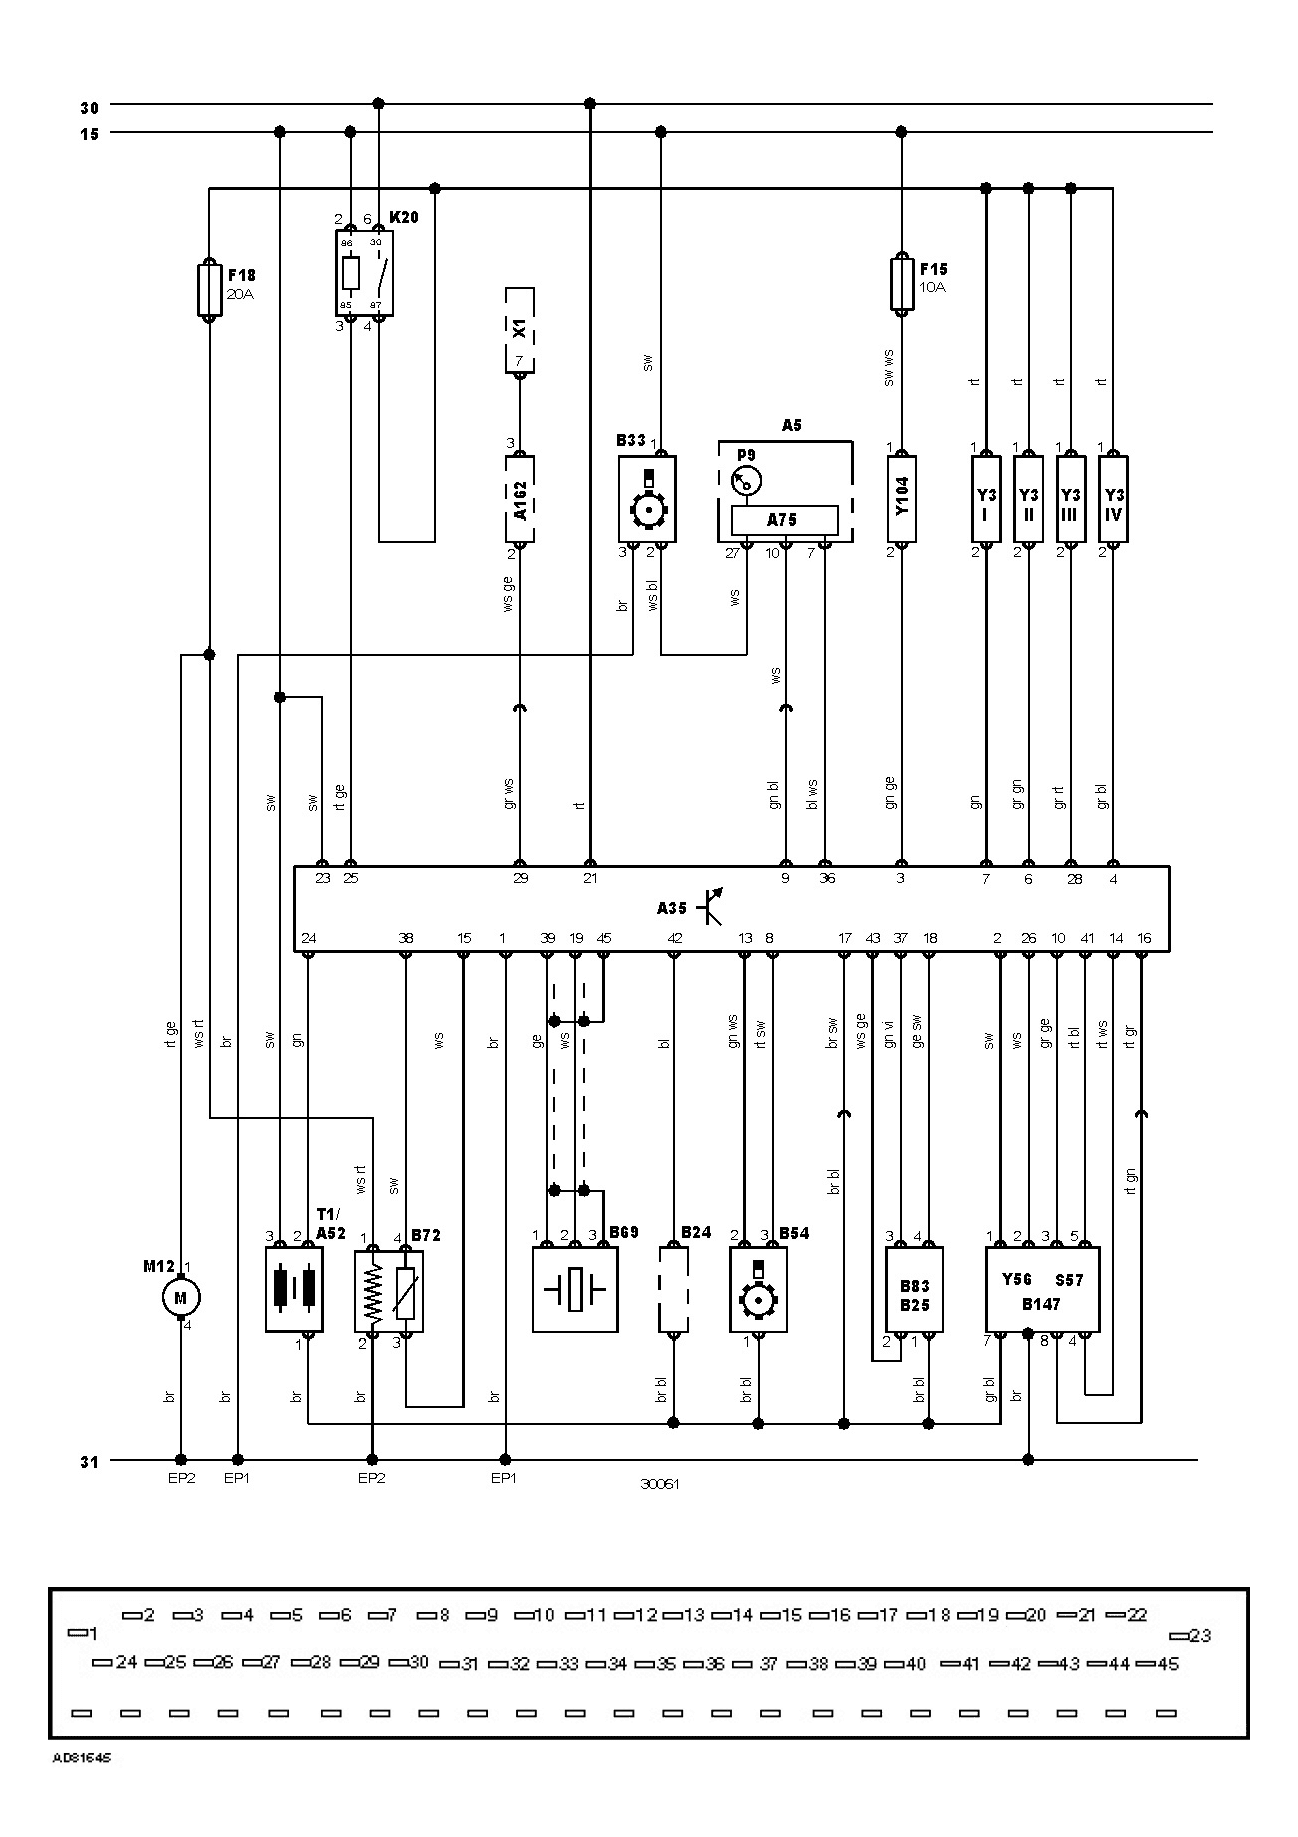 30
15
2 6 K20
86 30
F18
20A
85 87
3 4
F15
10A
X1
7
sw
sw ws
rt
rt
rt
rt
A5
3
B33 1
P9
1
1
1
1
1
A162
A75
Y104
Y3 I
Y3 II
Y3 III
Y3 IV
2
3 2
27 10 7
2
2
2
2
2
ws ge
br
ws bl
ws
ws
sw
sw
rt ge
gr ws
rt
gn bl
bl ws
gn ge
gn
gr gn
gr rt
gr bl
23 25 29 21 9 36 3 7 6 28 4
A35
24 38 15 1 39 19 45 42 13 8 17 43 37 18 2 26 10 41 14 16
rt ge
ws rt
br
sw
gn
ws
br
ge
ws
bl
gn ws
rt sw
br sw
ws ge
gn vi
ge sw
sw
ws
gr ge
rt bl
rt ws
rt gr
ws rt
sw
br bl
rt gn
T1/
A52
3 2
1 4 B72
1 2 3 B69
B24
2 3 B54
3 4
1 2 3 5
M12 1
M
4
B83
B25
Y56 S57
B147
1
2 3
1
2 1
7 8 4
br
br
br
br
br
br bl
br bl
br bl
gr bl
br
31
EP2 EP1 EP2 EP1
30061
2 3 4 5 6 7 8 9 10 11 12 13 14 15 16 17 18 19 20 21 22
1 23
24 25 26 27 28 29 30 31 32 33 34 35 36 37 38 39 40 41 42 43 44 45
AD81645